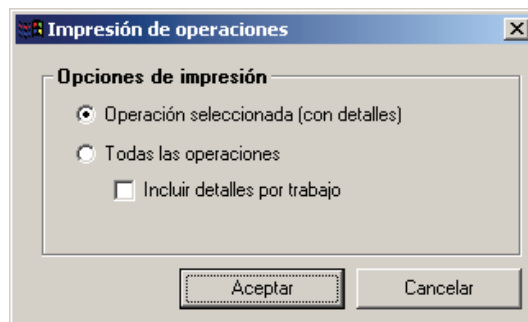 Impresión de operaciones
Opciones de impresión
Operación seleccionada (con detalles)
Todas las operaciones
Incluir detalles por trabajo
Aceptar
Cancelar